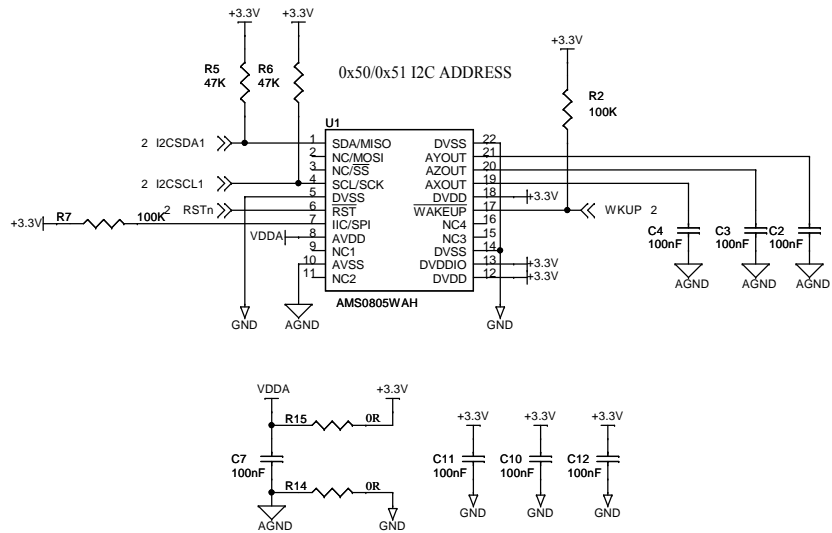 +3.3V +3.3V
+3.3V
R5 47K
R6 47K
0x50/0x51 I2C ADDRESS
R2 100K
U1
2 I2CSDA1
1 SDA/MISO
2 NC/MOSI
3 NC/SS
2 I2CSCL1
4 SCL/SCK
5 DVSS
2 RSTn
6 RST
+3.3V R7 100K
7 IIC/SPI
VDDA 8 AVDD
9 NC1
10 AVSS
11 NC2
DVSS 22
AYOUT 21
AZOUT 20
AXOUT 19
DVDD 18 +3.3V
WAKEUP 17 WKUP 2
NC4 16
NC3 15
DVSS 14
DVDDIO 13 +3.3V
DVDD 12 +3.3V
C4 100nF
C3 100nF
C2 100nF
AGND AGND AGND
AMS0805WAH
GND AGND GND
VDDA +3.3V
R15 0R
C7 100nF
R14 0R
AGND GND
+3.3V +3.3V +3.3V
C11 100nF
C10 100nF
C12 100nF
GND GND GND